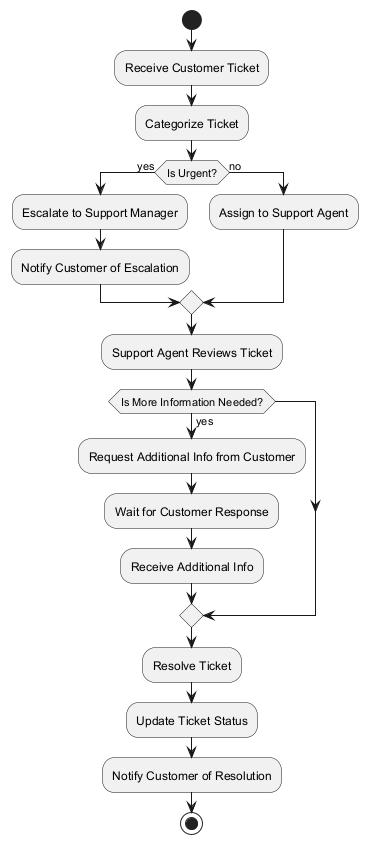 Receive Customer Ticket
Categorize Ticket
Is Urgent?
yes
no
Escalate to Support Manager
Assign to Support Agent
Notify Customer of Escalation
Support Agent Reviews Ticket
Is More Information Needed?
yes
Request Additional Info from Customer
Wait for Customer Response
Receive Additional Info
Resolve Ticket
Update Ticket Status
Notify Customer of Resolution